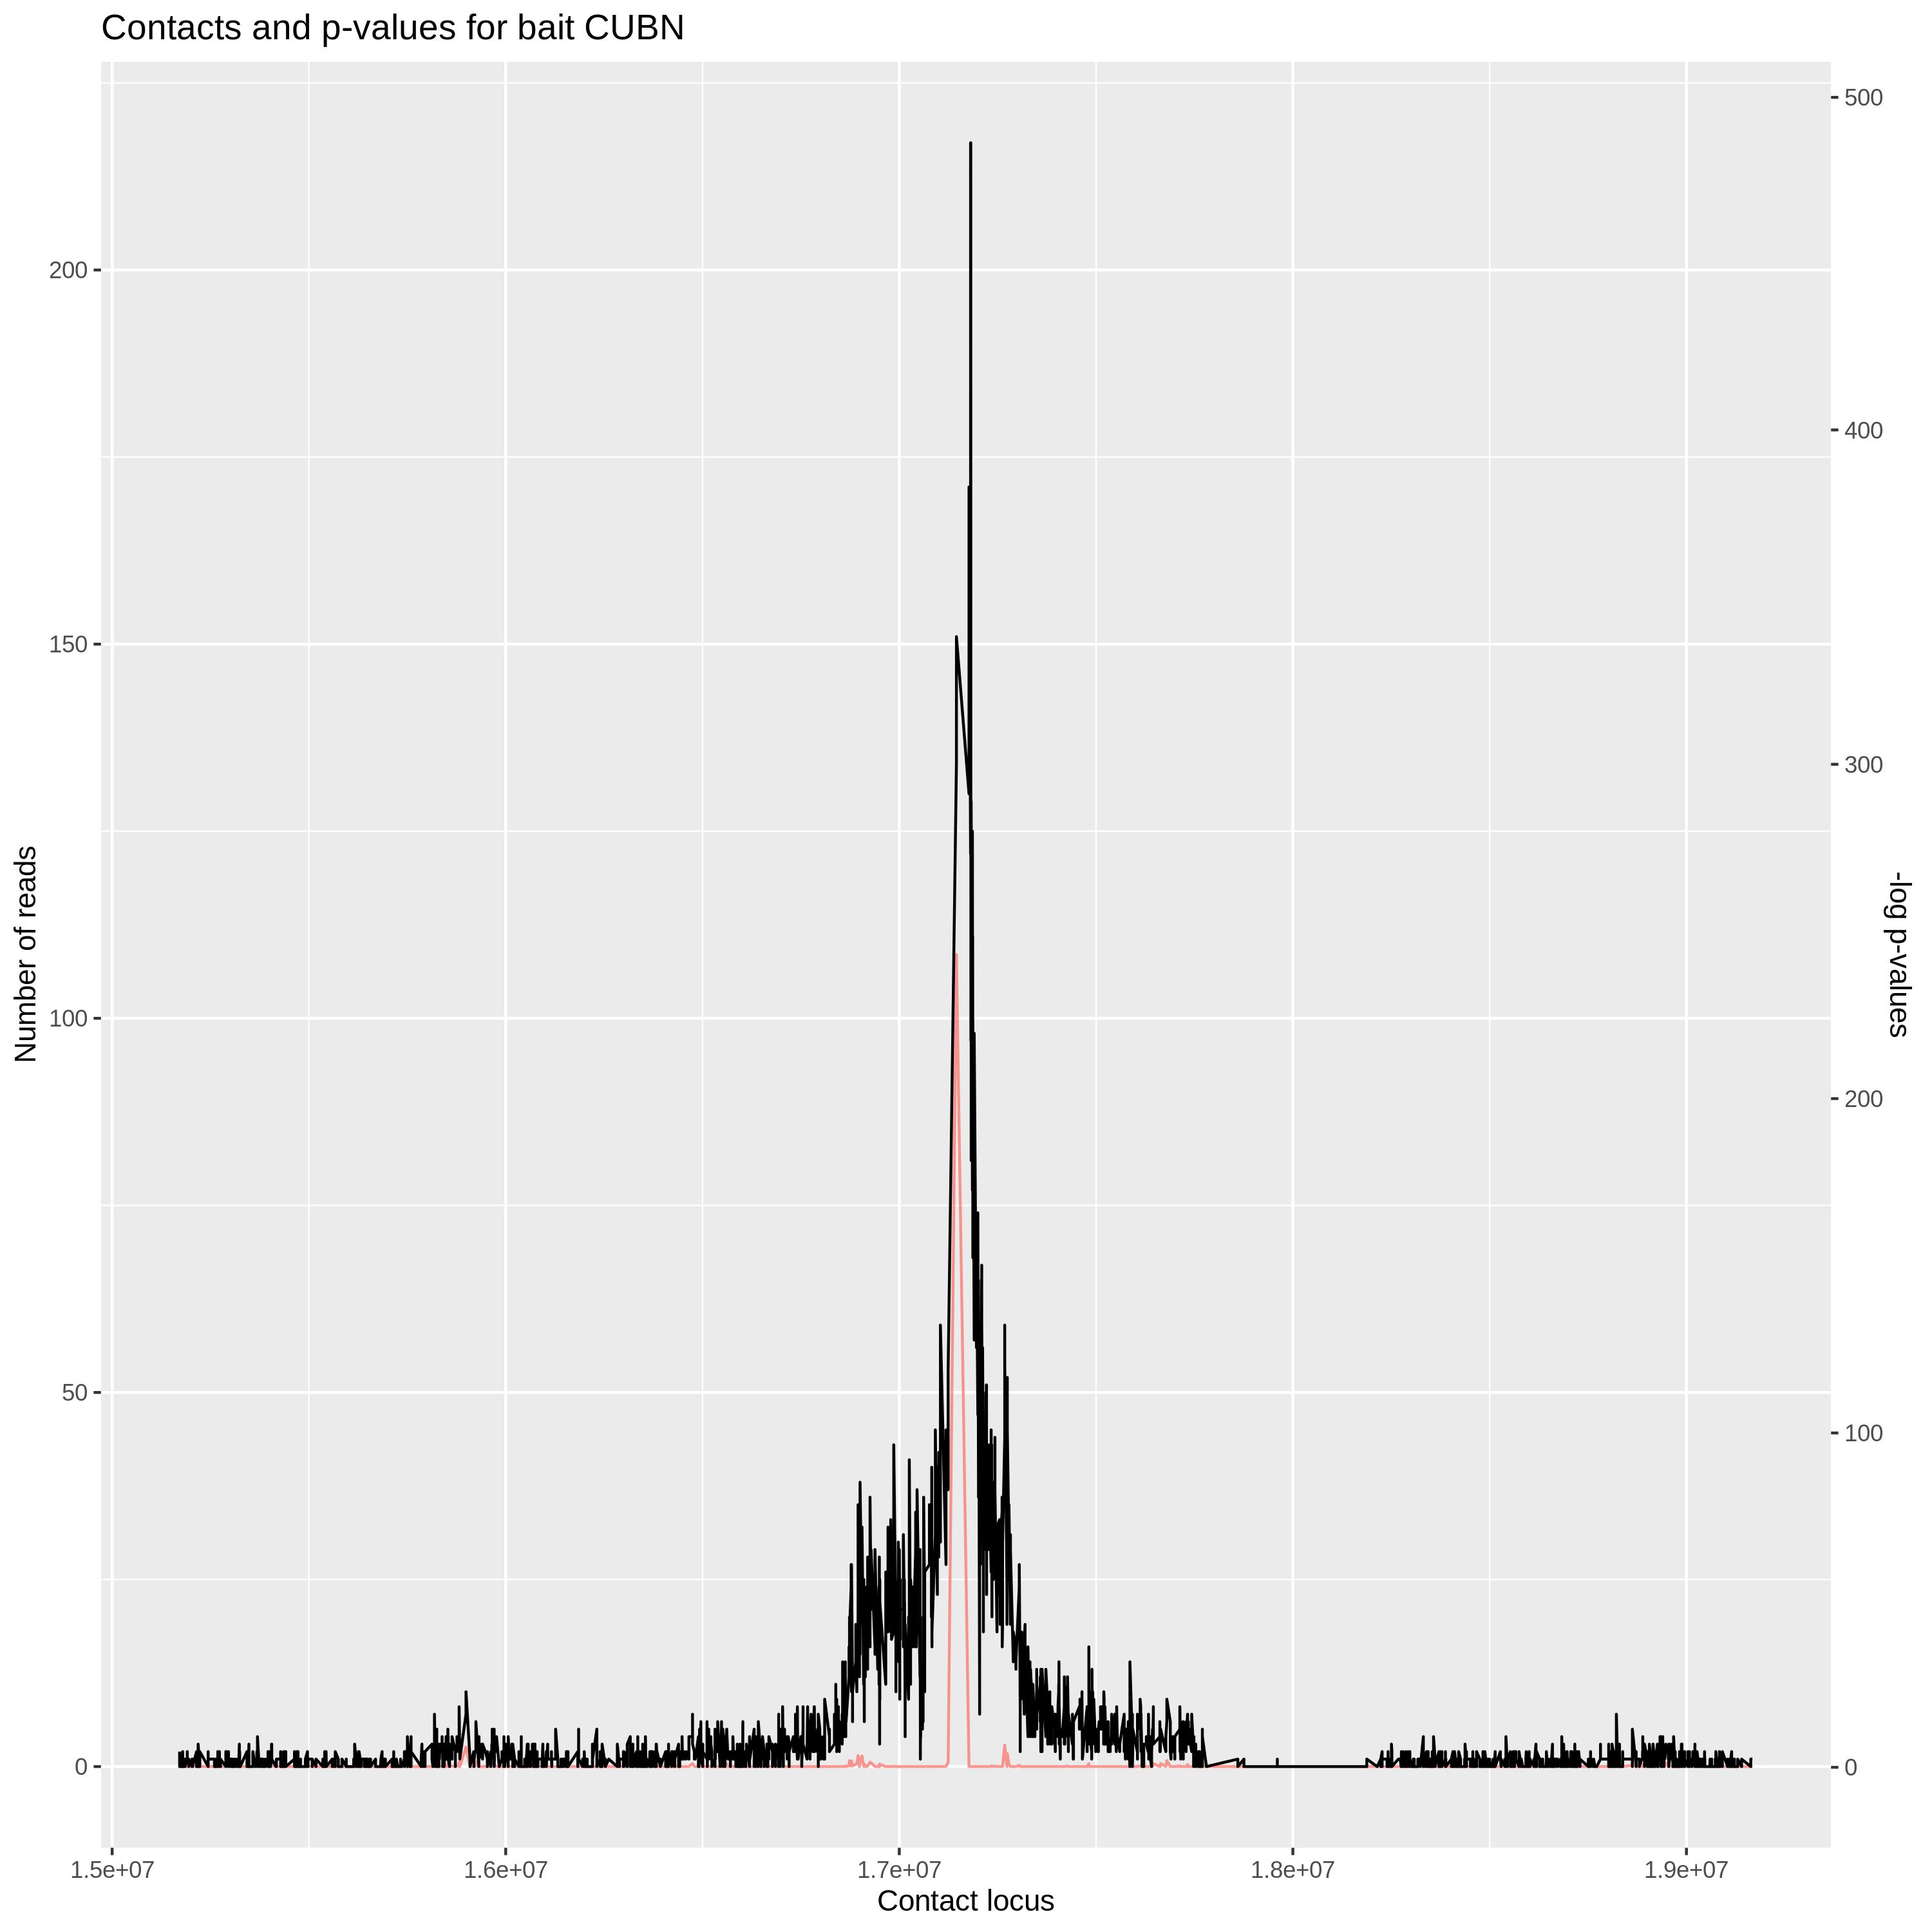 Contacts and p-values for bait CUBN
500
400
300
200
100
0
200
150
100
50
0
Number of reads
-log p-values
1.5e+07 1.6e+07 1.7e+07 1.8e+07 1.9e+07
Contact locus